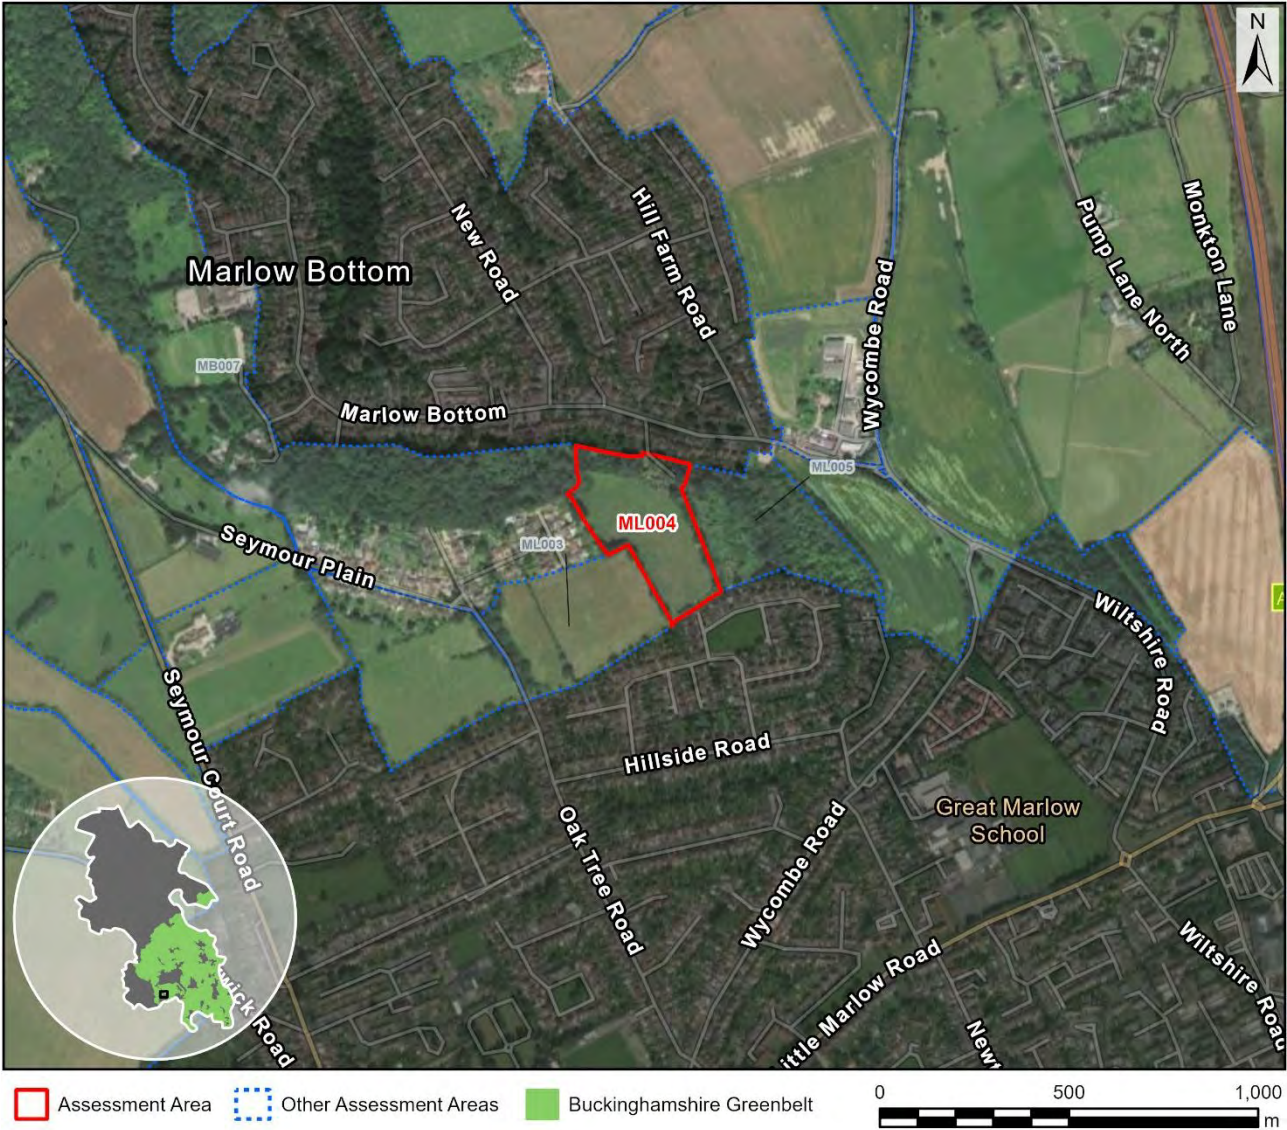 N
New Road
Hill Farm Road
Pump Lane North
Monkton Lane
Marlow Bottom
Wycombe Road
MB007
Marlow Bottom
ML005
ML004
Seymour Plain
ML003
Wiltshire Road
Seymour Court Road
Hillside Road
Great Marlow
School
Oak Tree Road
Wycombe Road
Wiltshire Road
Little Marlow Road
wick Road
Newt
A
Assessment Area
Other Assessment Areas
Buckinghamshire Greenbelt
0 500 1,000
m